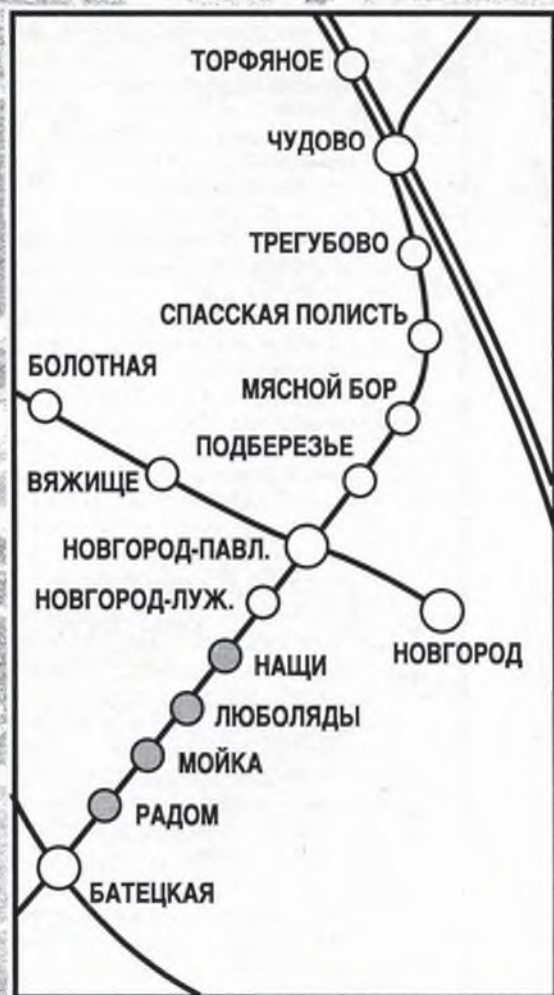 ТОРФЯНОЕ
ЧУДОВО
ТРЕГУБОВО
СПАССКАЯ ПОЛИСТЬ
БОЛОТНАЯ
МЯСНОЙ БОР
ПОДБЕРЕЗЬЕ
ВЯЖИЩЕ
НОВГОРОД-ПАВЛ.
НОВГОРОД-ЛУЖ.
НОВГОРОД
НАЩИ
ЛЮБОЛЯДЫ
МОЙКА
РАДОМ
БАТЕЦКАЯ